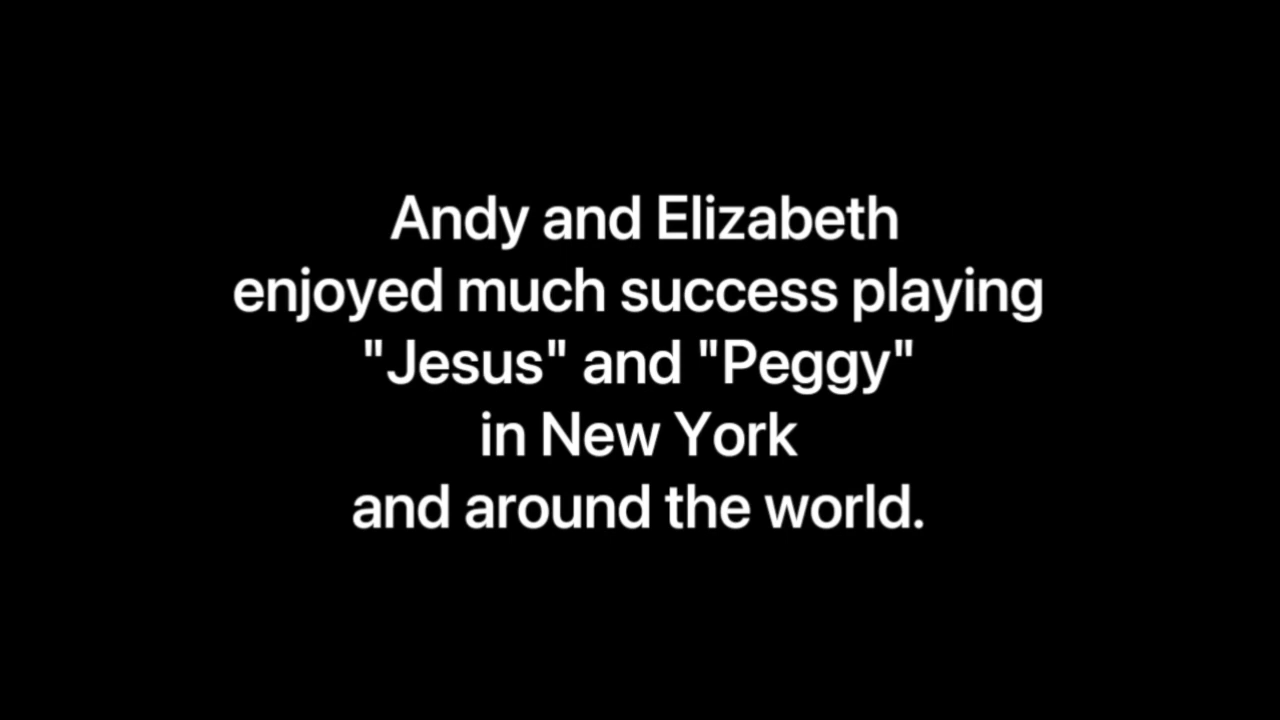 Andy and Elizabeth
enjoyed much success playing
"Jesus" and "Peggy"
in New York
and around the world.